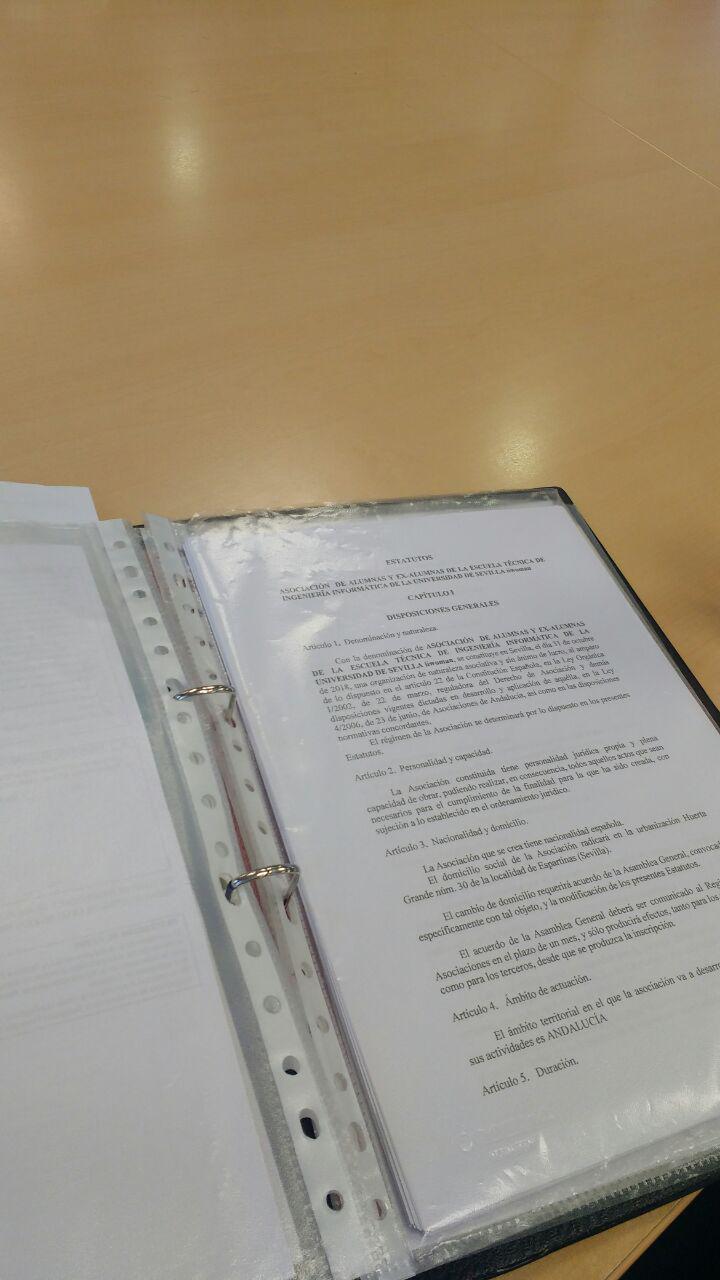 ESTATUTOS
ASOCIACIÓN DE ALUMNAS Y EX-ALUMNAS DE LA ESCUELA TÉCNICA DE
INGENIERÍA INFORMÁTICA DE LA UNIVERSIDAD DE SEVILLA iiwoman
CAPÍTULO I
DISPOSICIONES GENERALES
Artículo 1. Denominación y naturaleza.
Con la denominación de ASOCIACIÓN DE ALUMNAS Y EX-ALUMNAS
DE LA ESCUELA TÉCNICA DE INGENIERÍA INFORMÁTICA DE LA
UNIVERSIDAD DE SEVILLA iiwoman, se constituye en Sevilla, el día 31 de octubre
de 2018, una organización de naturaleza asociativa y sin ánimo de lucro, al amparo
de lo dispuesto en el artículo 22 de la Constitución Española, en la Ley Orgánica
1/2002, de 22 de marzo, reguladora del Derecho de Asociación y demás
disposiciones vigentes dictadas en desarrollo y aplicación de aquélla, en la Ley
4/2006, de 23 de junio, de Asociaciones de Andalucía, así como en las disposiciones
normativas concordantes.
El régimen de la Asociación se determinará por lo dispuesto en los presentes
Estatutos.
Artículo 2. Personalidad y capacidad.
La Asociación constituida tiene personalidad jurídica propia y plena
capacidad de obrar, pudiendo realizar, en consecuencia, todos aquellos actos que sean
necesarios para el cumplimiento de la finalidad para la que ha sido creada, con
sujeción a lo establecido en el ordenamiento jurídico.
Artículo 3. Nacionalidad y domicilio.
La Asociación que se crea tiene nacionalidad española.
El domicilio social de la Asociación radicará en la urbanización Huerta
Grande núm. 30 de la localidad de Espartinas (Sevilla).
El cambio de domicilio requerirá acuerdo de la Asamblea General, convocad
específicamente con tal objeto, y la modificación de los presentes Estatutos.
El acuerdo de la Asamblea General deberá ser comunicado al Regi
Asociaciones en el plazo de un mes, y sólo producirá efectos, tanto para los
como para los terceros, desde que se produzca la inscripción.
Artículo 4. Ámbito de actuación.
El ámbito territorial en el que la asociación va a desarro
sus actividades es ANDALUCÍA
Artículo 5. Duración.